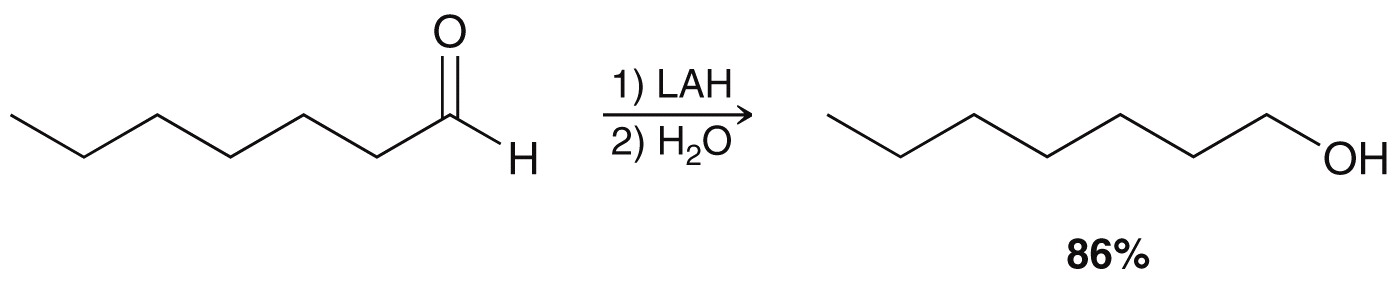 O
H
1) LAH
2) H₂O
OH
86%